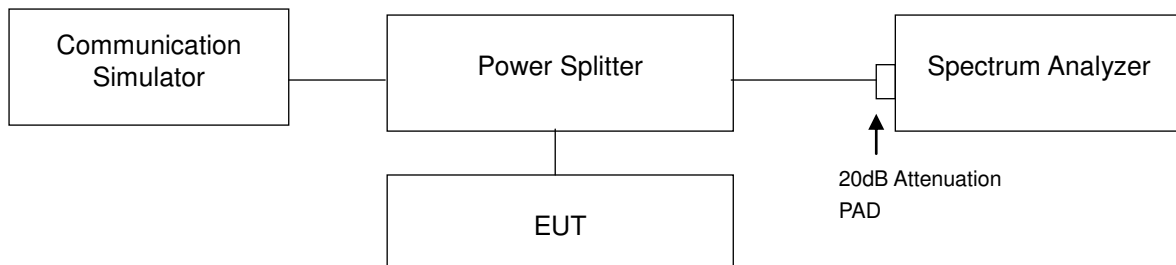 Communication
Simulator
Power Splitter
Spectrum Analyzer
20dB Attenuation
PAD
EUT